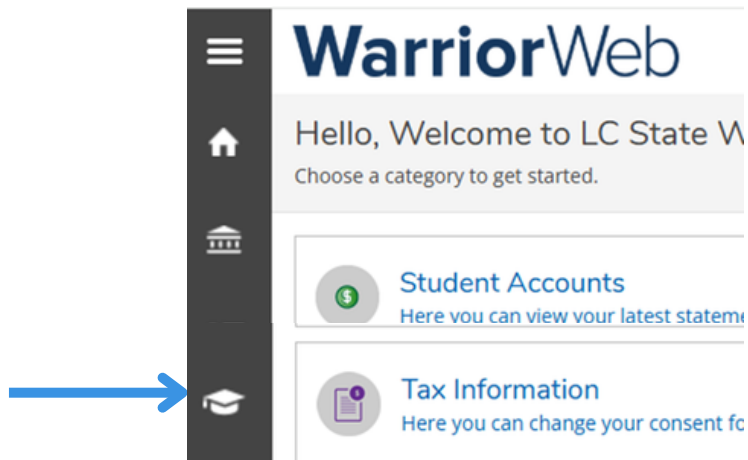 WarriorWeb
Hello, Welcome to LC State
Choose a category to get started.
Student Accounts
Here you can view your latest
Tax Information
Here you can change your consent